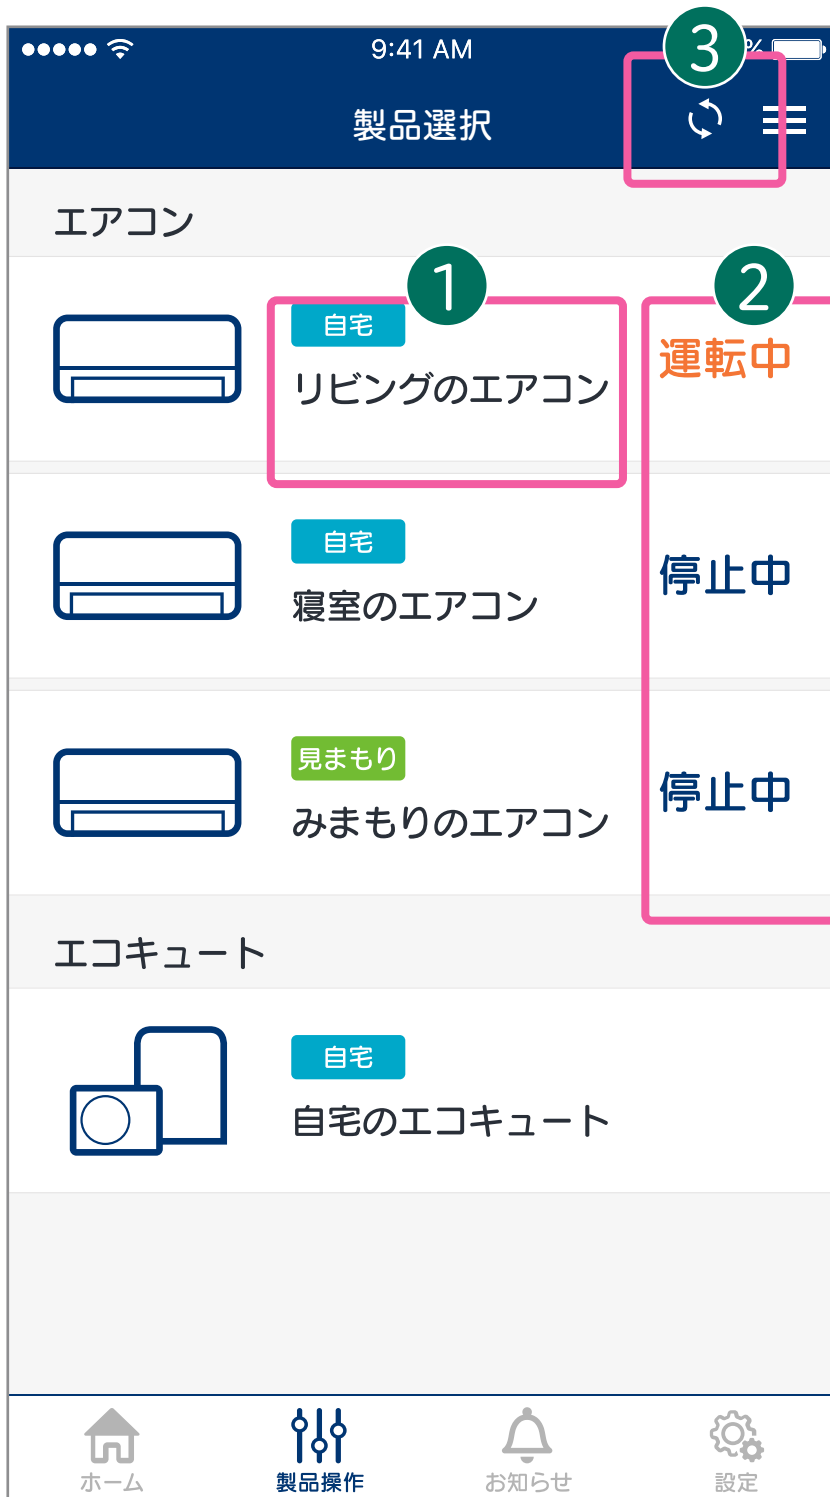 3
9:41 AM
%
製品選択
エアコン
1
2
自宅
リビングのエアコン
運転中
自宅
寝室のエアコン
停止中
見まもり
みまもりのエアコン
停止中
エコキュート
自宅
自宅のエコキュート
ホーム
製品操作
お知らせ
設定